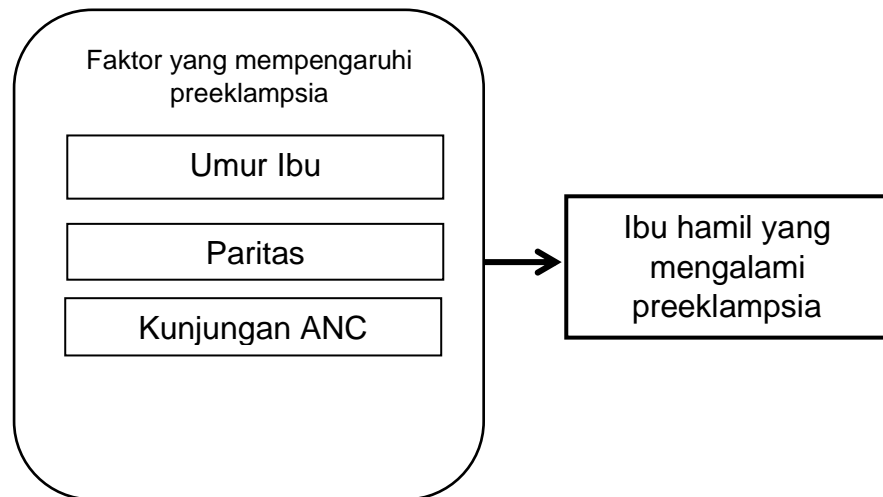 Faktor yang mempengaruhi
preeklampsia
Umur Ibu
Paritas
Kunjungan ANC
Ibu hamil yang
mengalami
preeklampsia